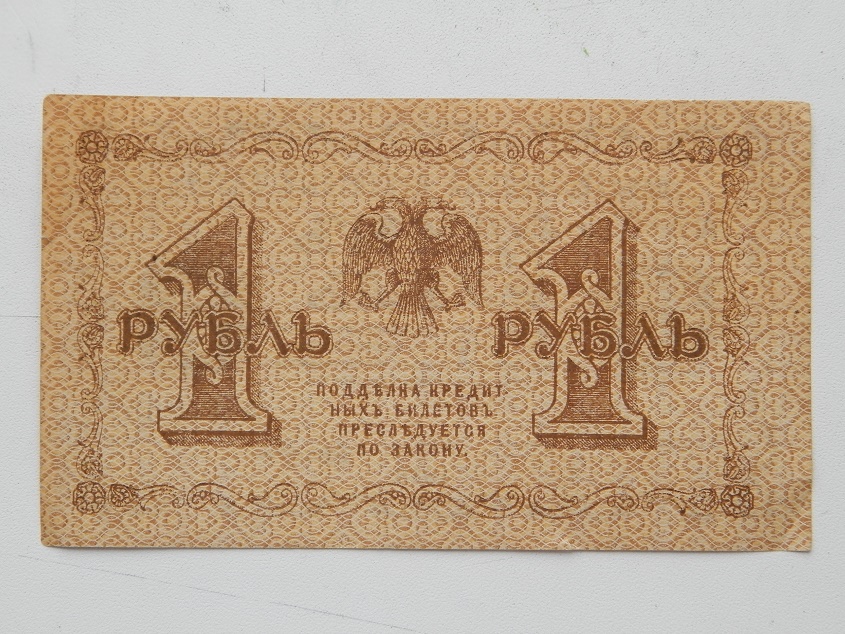 1 1
РУБЛЬ РУБЛЬ
ПОДДѢЛКА КРЕДИТ-
НЫХЪ БИЛЕТОВЪ
ПРЕСЛѢДУЕТСЯ
ПО ЗАКОНУ.